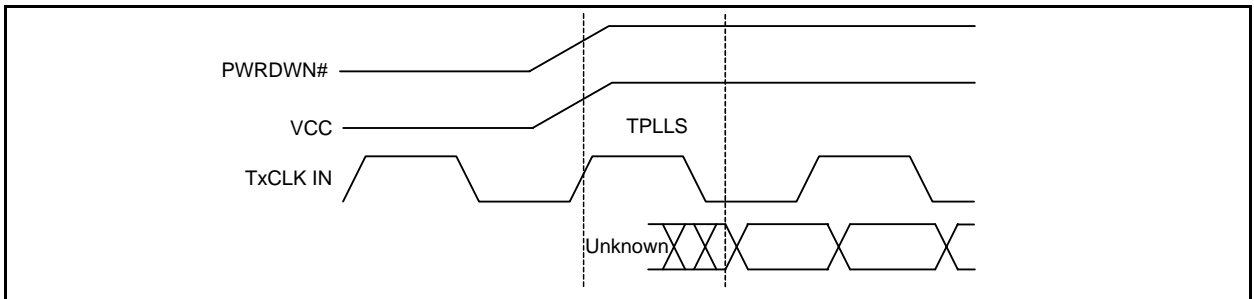 PWRDWN#
VCC
TPLLS
TxCLK IN
Unknown